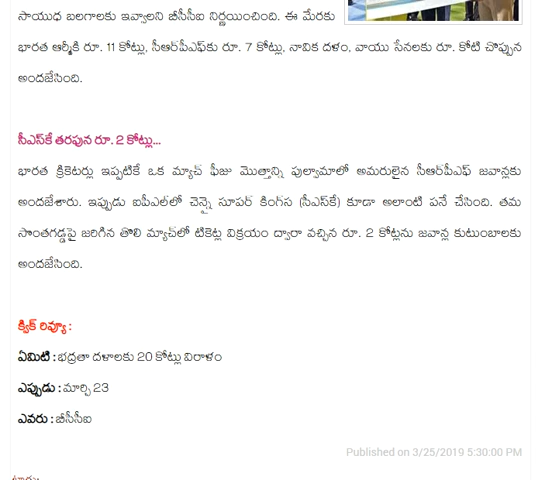 సాయుధ బలగాలకు ఇవ్వాలని బీసీసీఐ నిర్ణయించింది. ఈ మేరకు
భారత ఆర్మీకి రూ. 11 కోట్లు, సీఆర్‌పీఎఫ్‌కు రూ. 7 కోట్లు, నావిక దళం, వాయు సేనలకు రూ. కోటి చొప్పున
అందజేసింది.
సీఎస్‌కే తరపున రూ. 2 కోట్లు...
భారత క్రికెటర్లు ఇప్పటికే ఒక మ్యాచ్ ఫీజు మొత్తాన్ని పుల్వామాలో అమరులైన సీఆర్‌పీఎఫ్ జవాన్లకు
అందజేశారు. ఇప్పుడు ఐపీఎల్‌లో చెన్నై సూపర్ కింగ్‌స (సీఎస్‌కే) కూడా అలాంటి పనే చేసింది. తమ
సొంతగడ్డపై జరిగిన తొలి మ్యాచ్‌లో టికెట్ల విక్రయం ద్వారా వచ్చిన రూ. 2 కోట్లను జవాన్ల కుటుంబాలకు
అందజేసింది.
క్విక్ రివ్యూ :
ఏమిటి : భద్రతా దళాలకు 20 కోట్లు విరాళం
ఎప్పుడు : మార్చి 23
ఎవరు : బీసీసీఐ
Published on 3/25/2019 5:30:00 PM